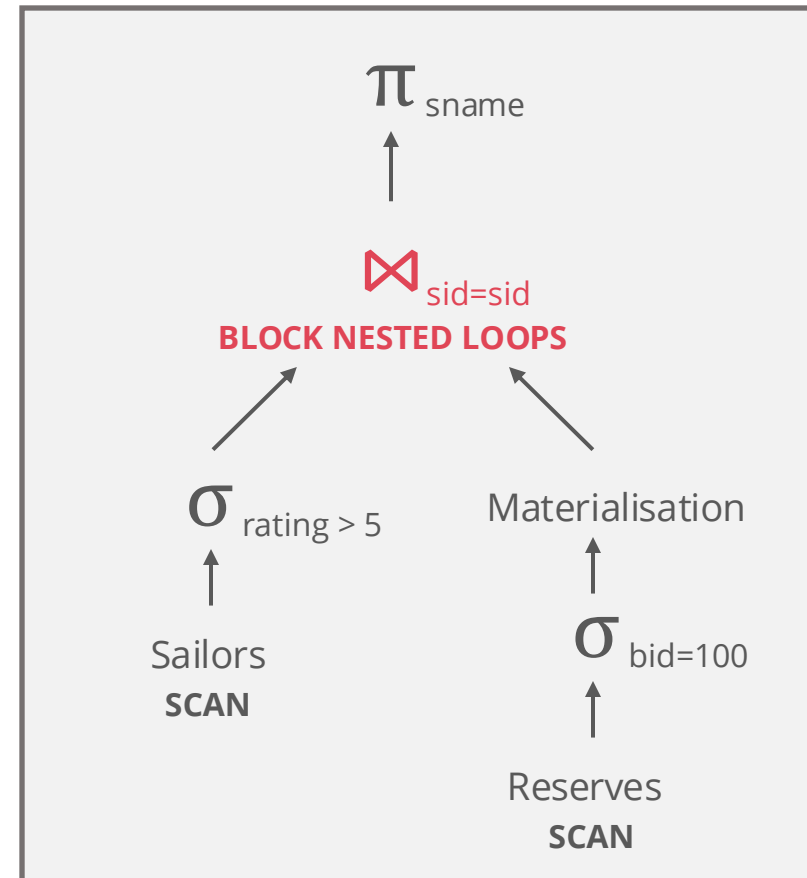 π sname
⋈ sid=sid
BLOCK NESTED LOOPS
σ rating > 5
Materialisation
σ bid=100
Sailors
SCAN
Reserves
SCAN